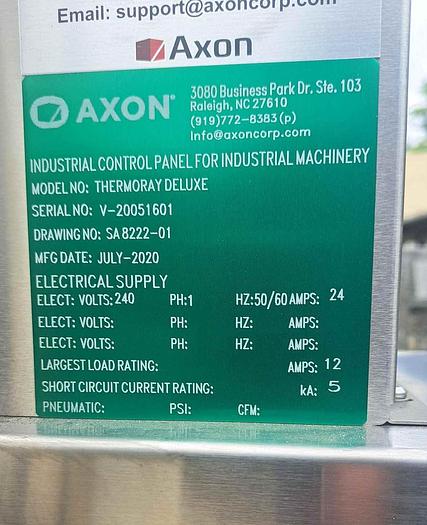 Email: support@axoncorp.com
Axon
AXON®
3080 Business Park Dr. Ste. 103
Raleigh, NC 27610
(919)772-8383 (p)
Info@axoncorp.com
INDUSTRIAL CONTROL PANEL FOR INDUSTRIAL MACHINERY
MODEL NO: THERMORAY DELUXE
SERIAL NO: V-20051601
DRAWING NO: SA8222-01
MFG DATE: JULY-2020
ELECTRICAL SUPPLY
ELECT: VOLTS: 240 PH: 1 HZ: 50/60 AMPS: 24
ELECT: VOLTS: PH: HZ: AMPS:
ELECT: VOLTS: PH: HZ: AMPS:
LARGEST LOAD RATING: AMPS: 12
SHORT CIRCUIT CURRENT RATING: kA: 5
PNEUMATIC: PSI: CFM: